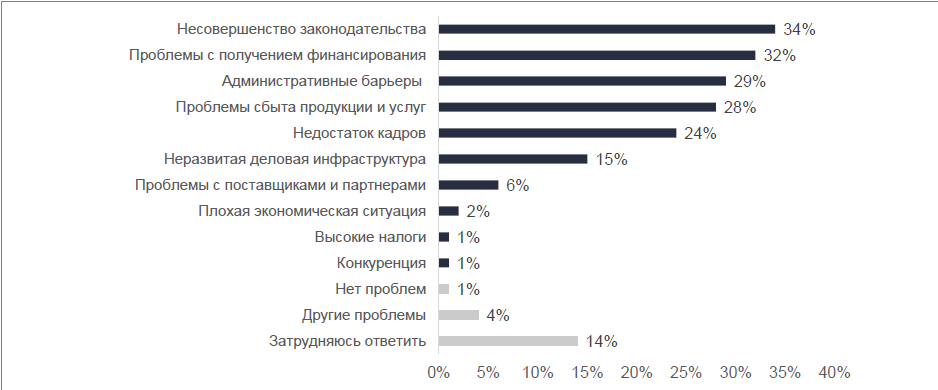 Несовершенство законодательства 34%
Проблемы с получением финансирования 32%
Административные барьеры 29%
Проблемы сбыта продукции и услуг 28%
Недостаток кадров 24%
Неразвитая деловая инфраструктура 15%
Проблемы с поставщиками и партнерами 6%
Плохая экономическая ситуация 2%
Высокие налоги 1%
Конкуренция 1%
Нет проблем 1%
Другие проблемы 4%
Затрудняюсь ответить 14%
0% 5% 10% 15% 20% 25% 30% 35% 40%